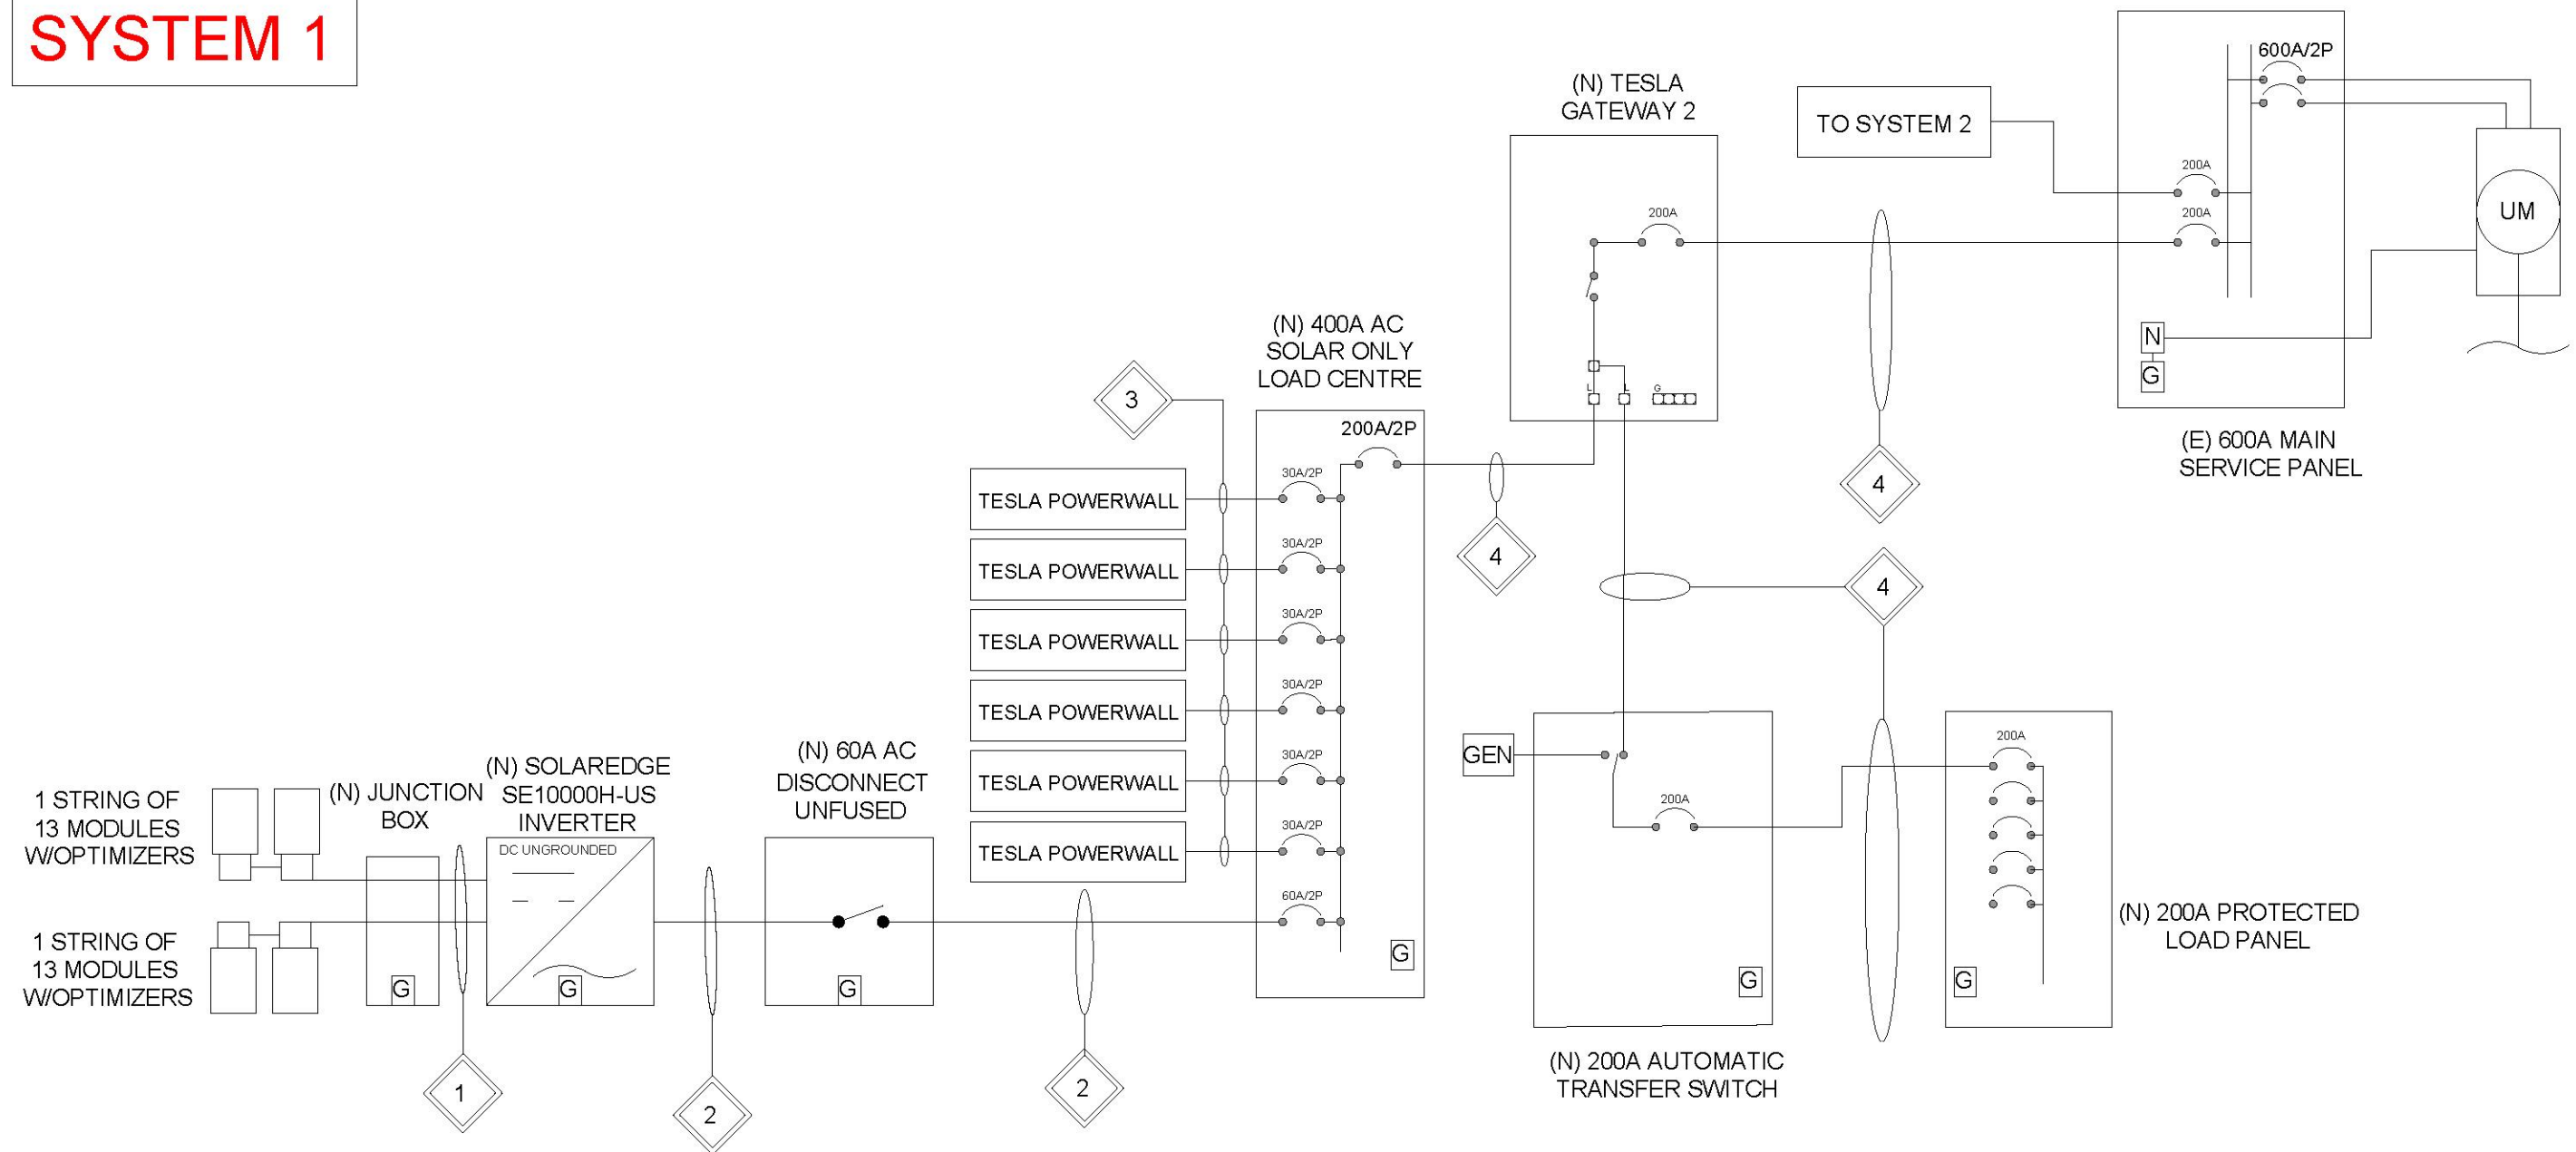 SYSTEM 1
1 STRING OF
13 MODULES
W/OPTIMIZERS
1 STRING OF
13 MODULES
W/OPTIMIZERS
(N) JUNCTION
BOX
G
1
(N) SOLAREDGE
SE10000H-US
INVERTER
DC UNGROUNDED
G
2
(N) 60A AC
DISCONNECT
UNFUSED
G
2
3
TESLA POWERWALL
TESLA POWERWALL
TESLA POWERWALL
TESLA POWERWALL
TESLA POWERWALL
TESLA POWERWALL
(N) 400A AC
SOLAR ONLY
LOAD CENTRE
200A/2P
30A/2P
30A/2P
30A/2P
30A/2P
30A/2P
30A/2P
60A/2P
G
4
(N) TESLA
GATEWAY 2
200A
L
L
G
4
4
GEN
200A
G
(N) 200A AUTOMATIC
TRANSFER SWITCH
200A
G
(N) 200A PROTECTED
LOAD PANEL
TO SYSTEM 2
600A/2P
200A
200A
N
G
(E) 600A MAIN
SERVICE PANEL
UM